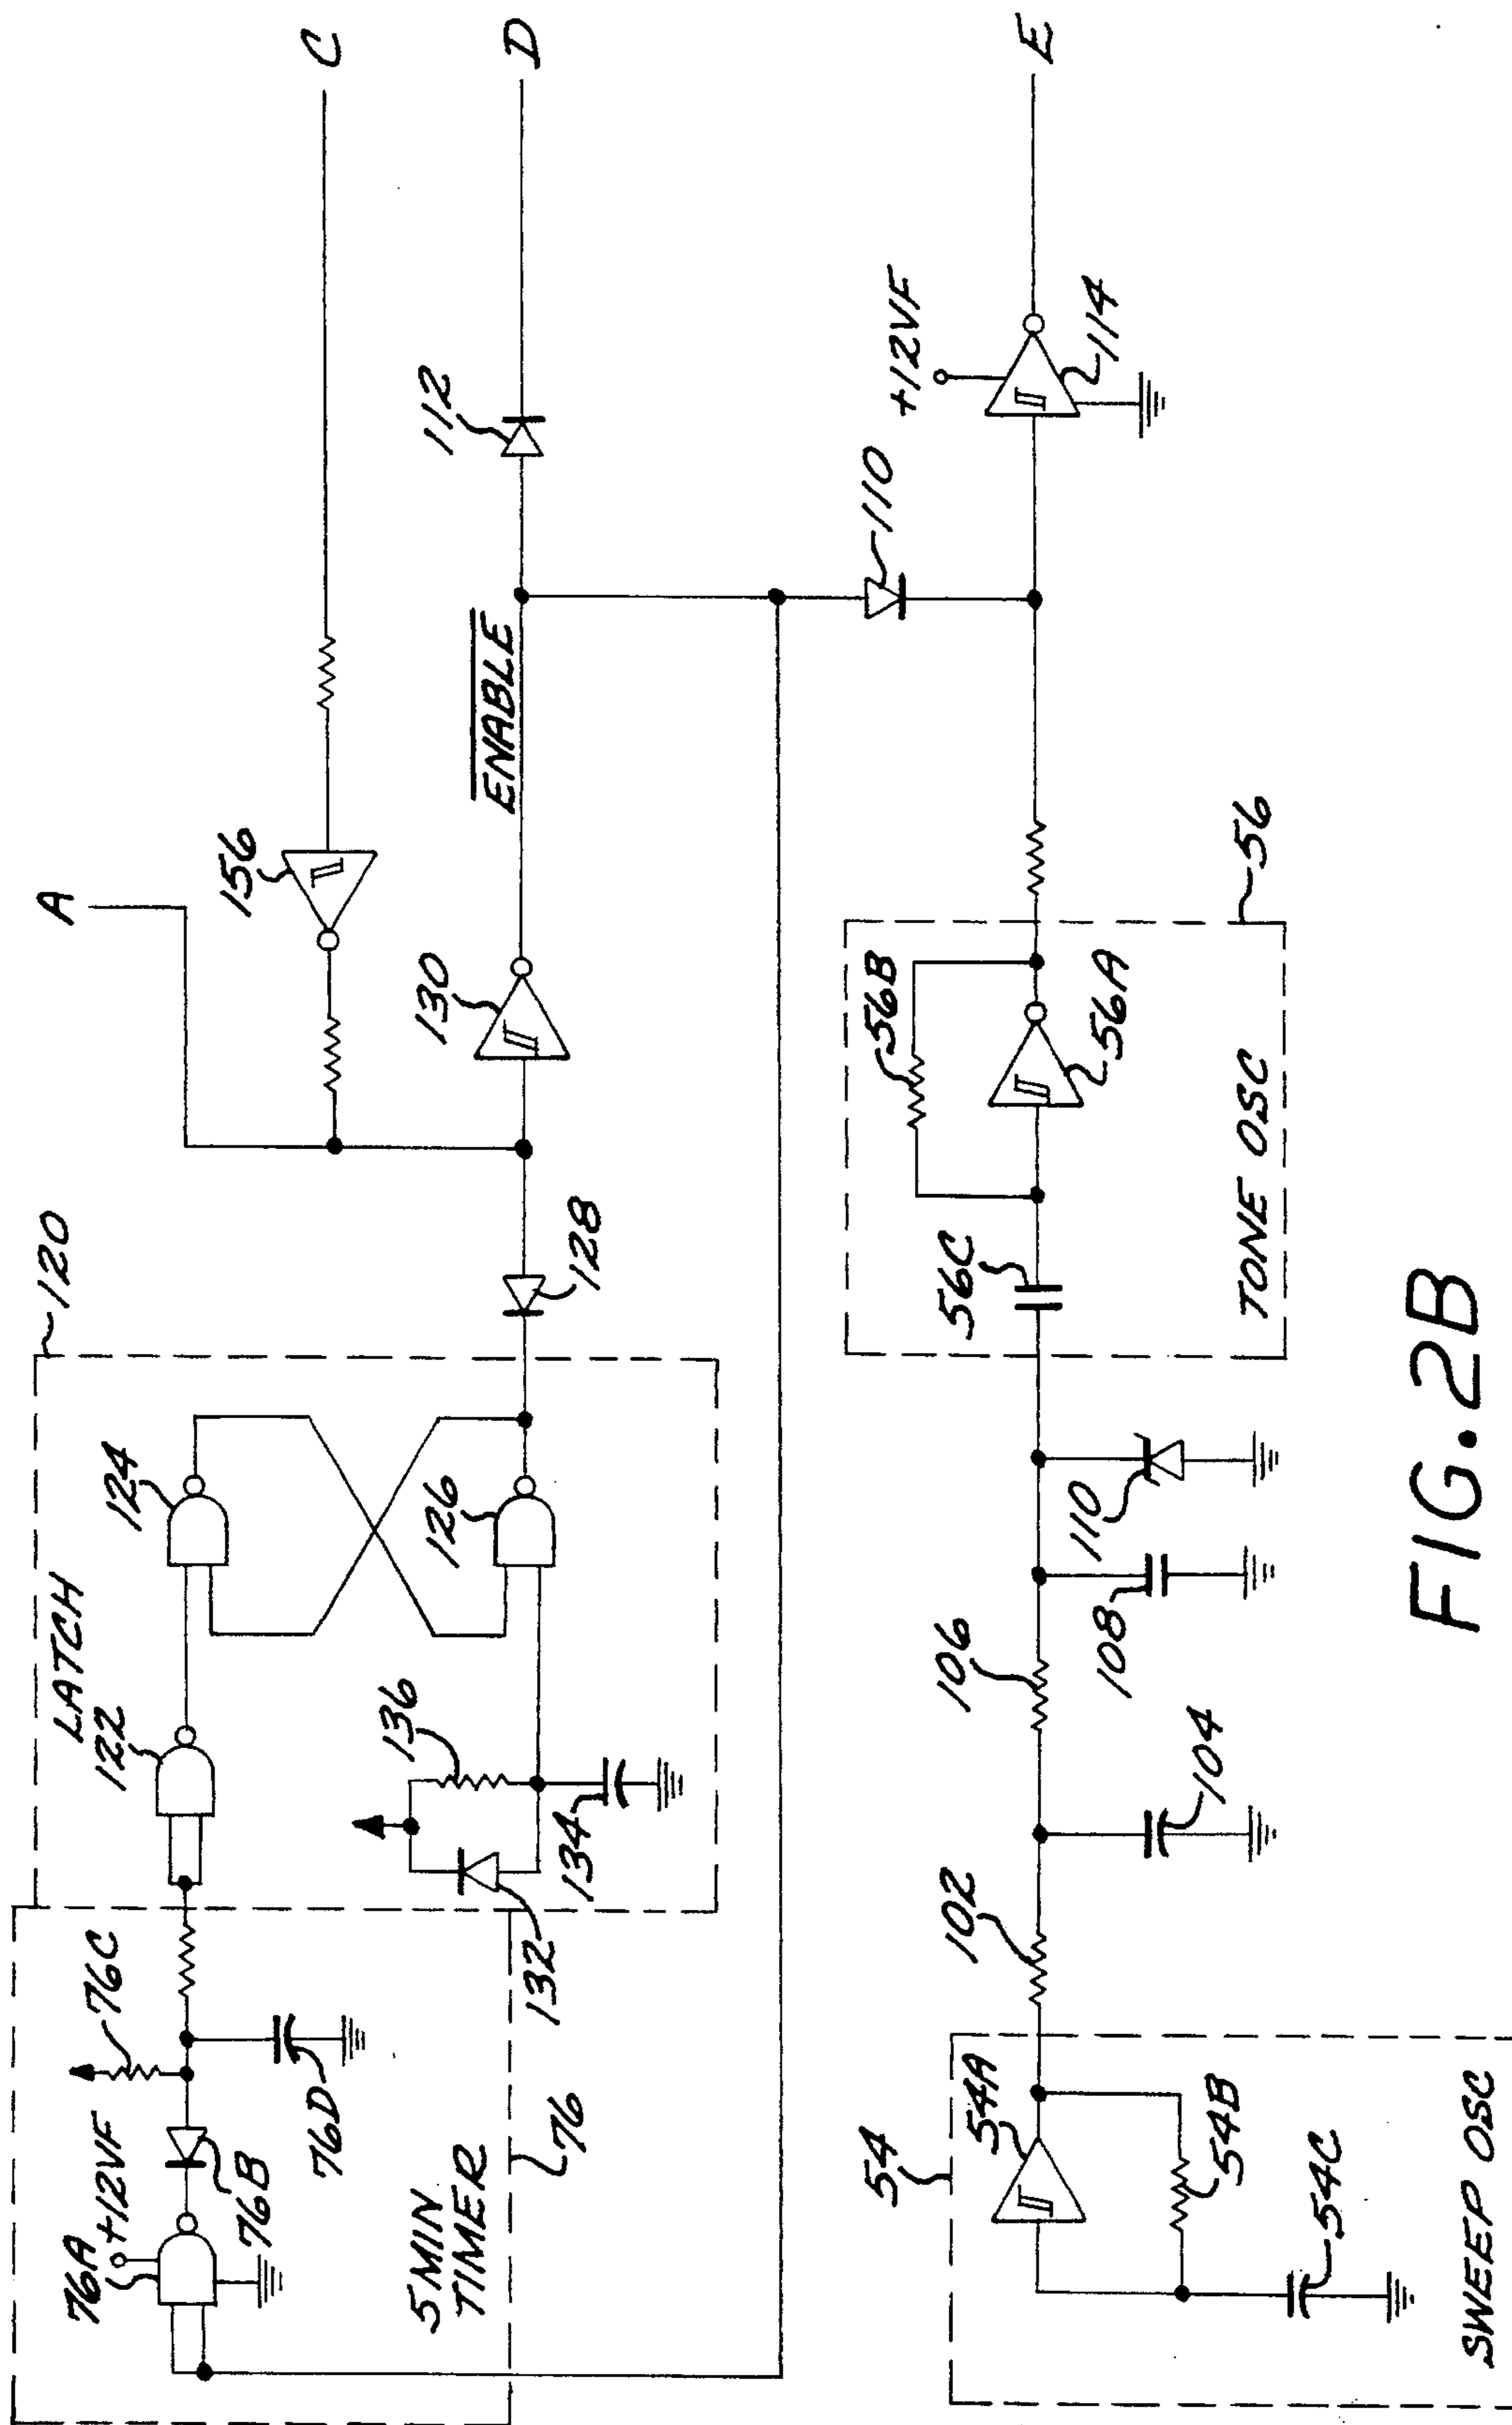 A
C
156
120
LATCH
122
124
130
ENABLE
112
D
76C
76A
+12VF
76B
76D
136
126
128
134
132
5 MIN
TIMER
76
110
+12VF
E
114
54
54A
102
106
56C
56B
56A
56
54B
54C
104
108
110
SWEEP OSC
TONE OSC
FIG. 2B